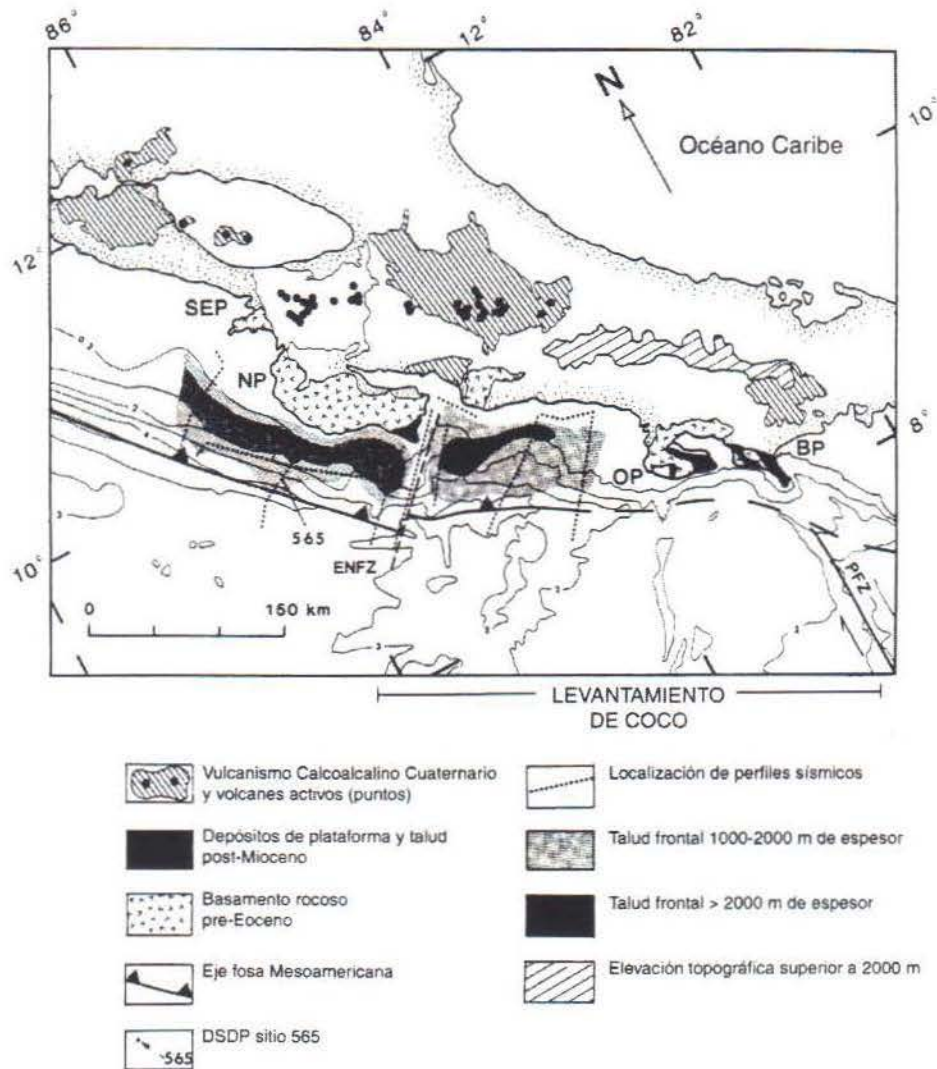 86°
84°
12°
82°
10°
N
Océano Caribe
12°
SEP
NP
8°
BP
OP
565
10°
ENFZ
PFZ
0 150 km
84°
82°
LEVANTAMIENTO
DE COCO
Vulcanismo Calcoalcalino Cuaternario
y volcanes activos (puntos)
Depósitos de plataforma y talud
post-Mioceno
Basamento rocoso
pre-Eoceno
Eje fosa Mesoamericana
565
DSDP sitio 565
Localización de perfiles sísmicos
Talud frontal 1000-2000 m de espesor
Talud frontal > 2000 m de espesor
Elevación topográfica superior a 2000 m